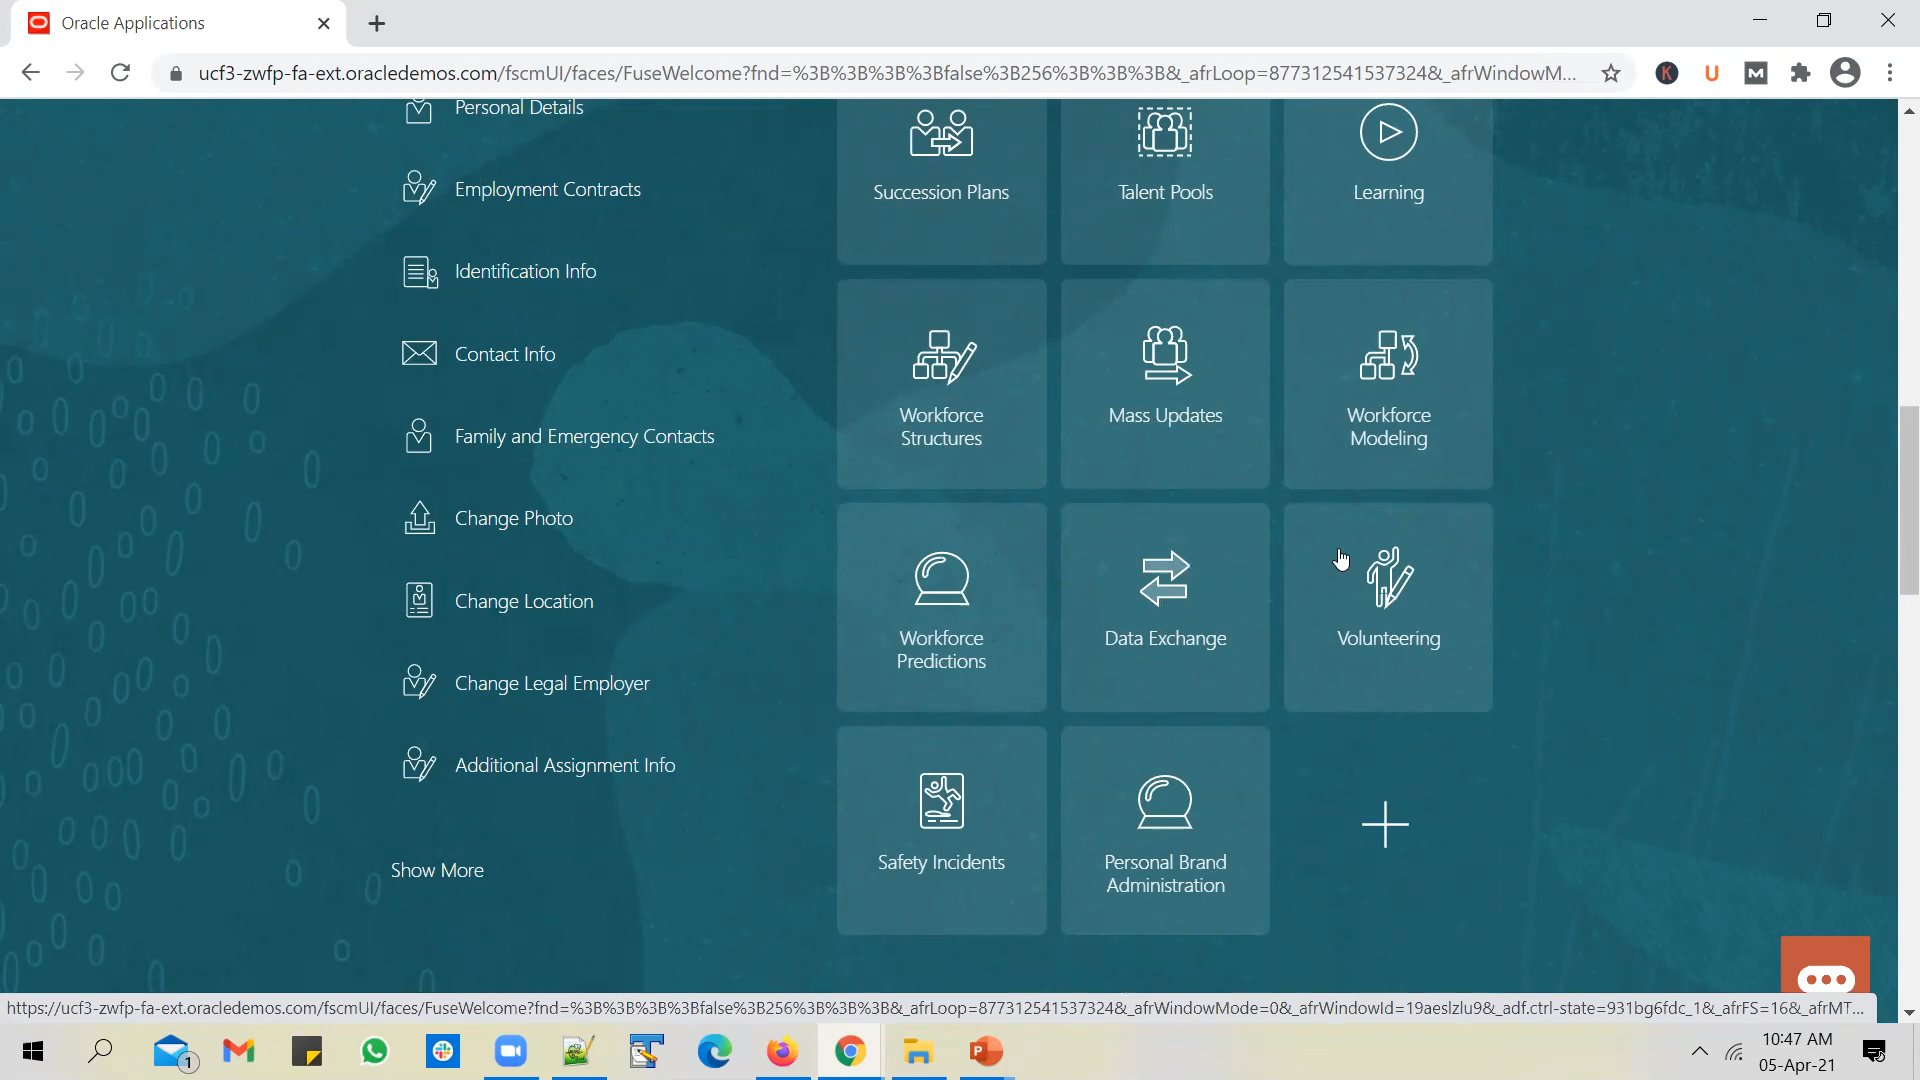 Oracle Applications
ucf3-zwfp-fa-ext.oracledemos.com/fscmUI/faces/FuseWelcome?fnd=%3B%3B%3B%3Bfalse%3B256%3B%3B%3B&_afrLoop=877312541537324&_afrWindowM...
K
U
M
Personal Details
Employment Contracts
Identification Info
Contact Info
Family and Emergency Contacts
Change Photo
Change Location
Change Legal Employer
Additional Assignment Info
Show More
Succession Plans
Talent Pools
Learning
Workforce
Structures
Mass Updates
Workforce
Modeling
Workforce
Predictions
Data Exchange
Volunteering
Safety Incidents
Personal Brand
Administration
https://ucf3-zwfp-fa-ext.oracledemos.com/fscmUI/faces/FuseWelcome?fnd=%3B%3B%3B%3Bfalse%3B256%3B%3B%3B&_afrLoop=877312541537324&_afrWindowMode=0&_afrWindowId=19aeslzlu9&_adf.ctrl-state=931bg6fdc_1&_afrFS=16&_afrMT...
1
10:47 AM
05-Apr-21